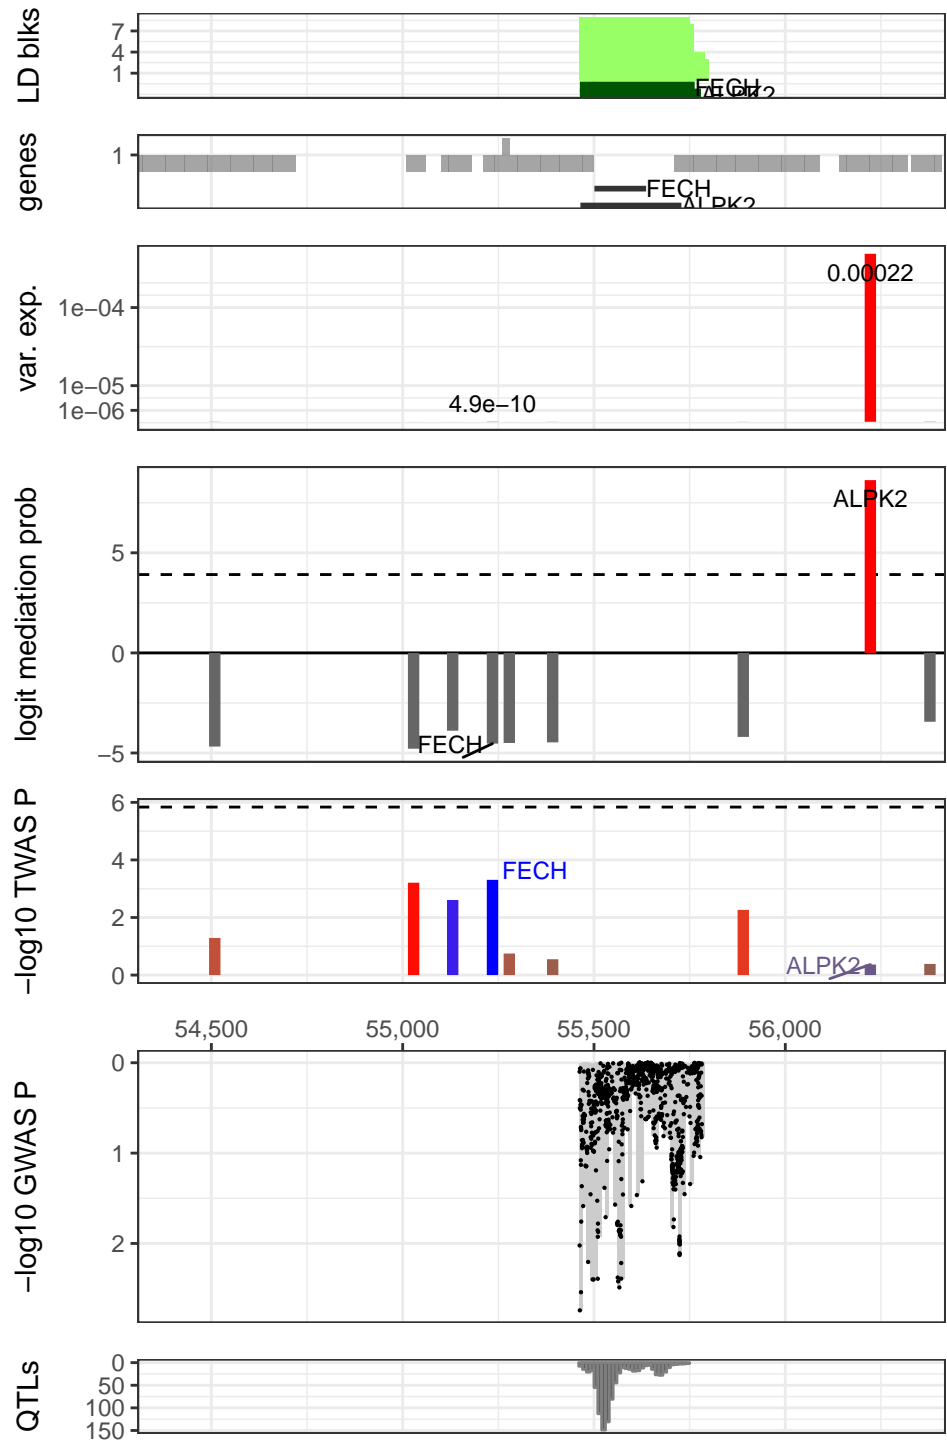 LD blks
7
4
1
FECH
ALPK2
genes
1
FECH
ALPK2
var. exp.
1e−04
1e−05
1e−06
0.00022
4.9e−10
logit mediation prob
5
0
−5
ALPK2
FECH
−log10 TWAS P
6
4
2
0
FECH
ALPK2
54,500 55,000 55,500 56,000
−log10 GWAS P
0
1
2
QTLs
0
50
100
150